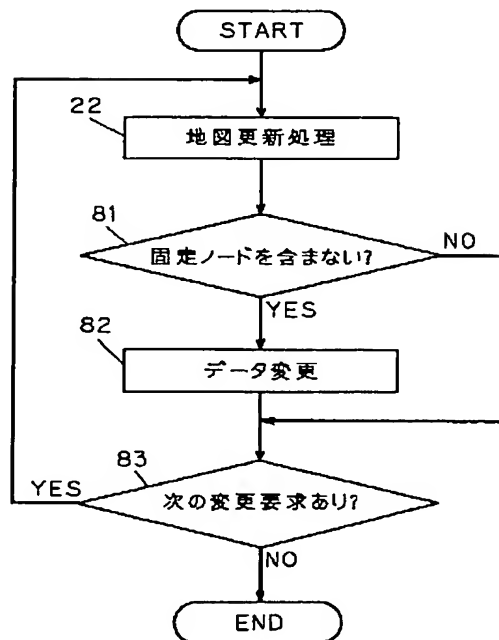 START
22
地図更新処理
81
固定ノードを含まない?
NO
YES
82
データ変更
83
YES
次の変更要求あり?
NO
END